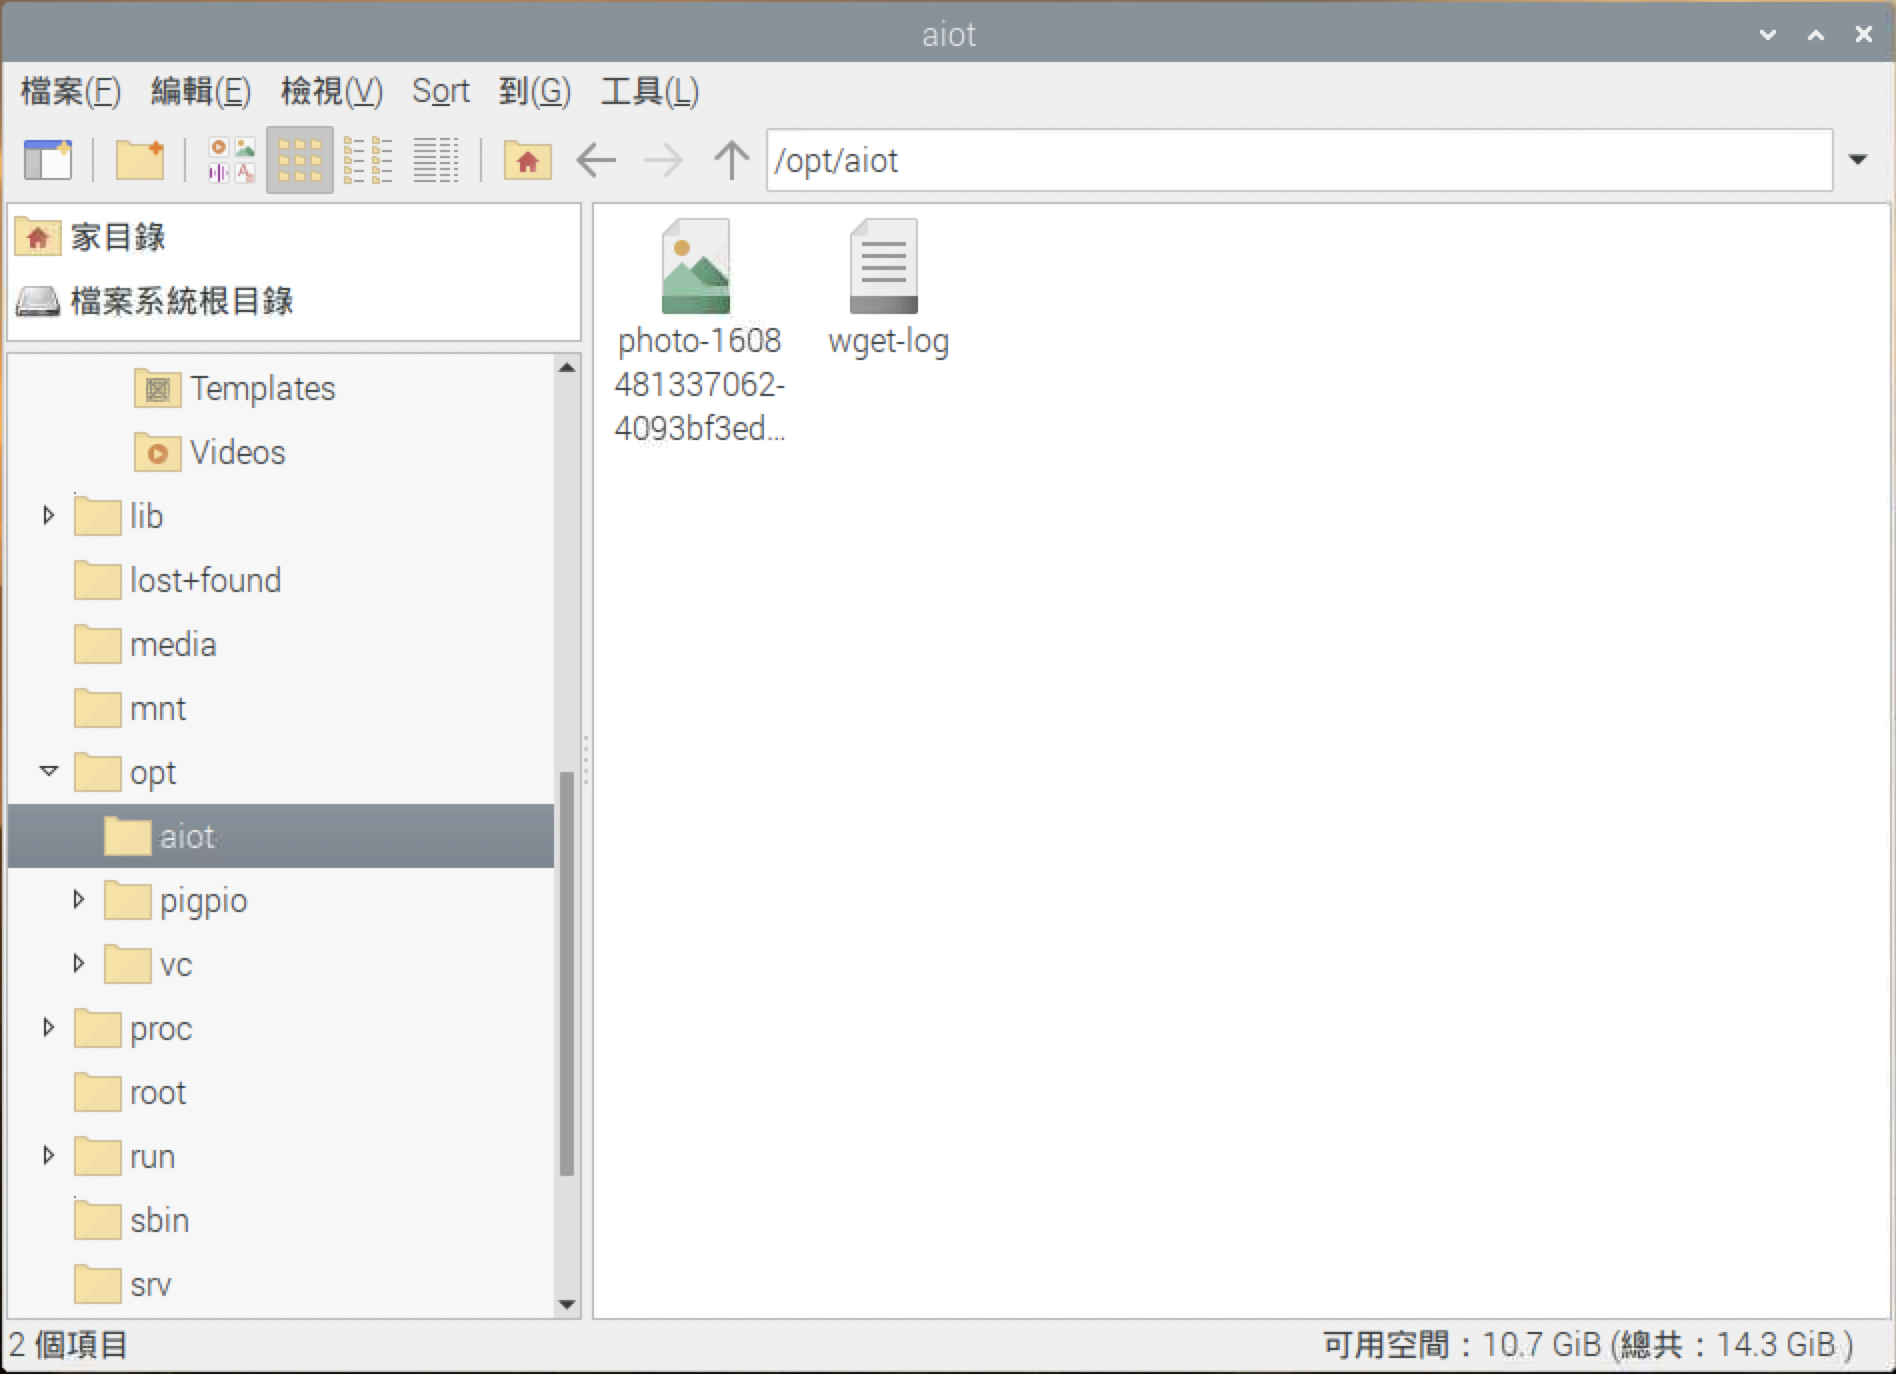 aiot
檔案(F) 編輯(E) 檢視(V) Sort 到(G) 工具(L)
/opt/aiot
家目錄
檔案系統根目錄
Templates
Videos
lib
lost+found
media
mnt
opt
aiot
pigpio
vc
proc
root
run
sbin
srv
photo-1608
481337062-
4093bf3ed...
wget-log
2 個項目
可用空間：10.7 GiB (總共：14.3 GiB )